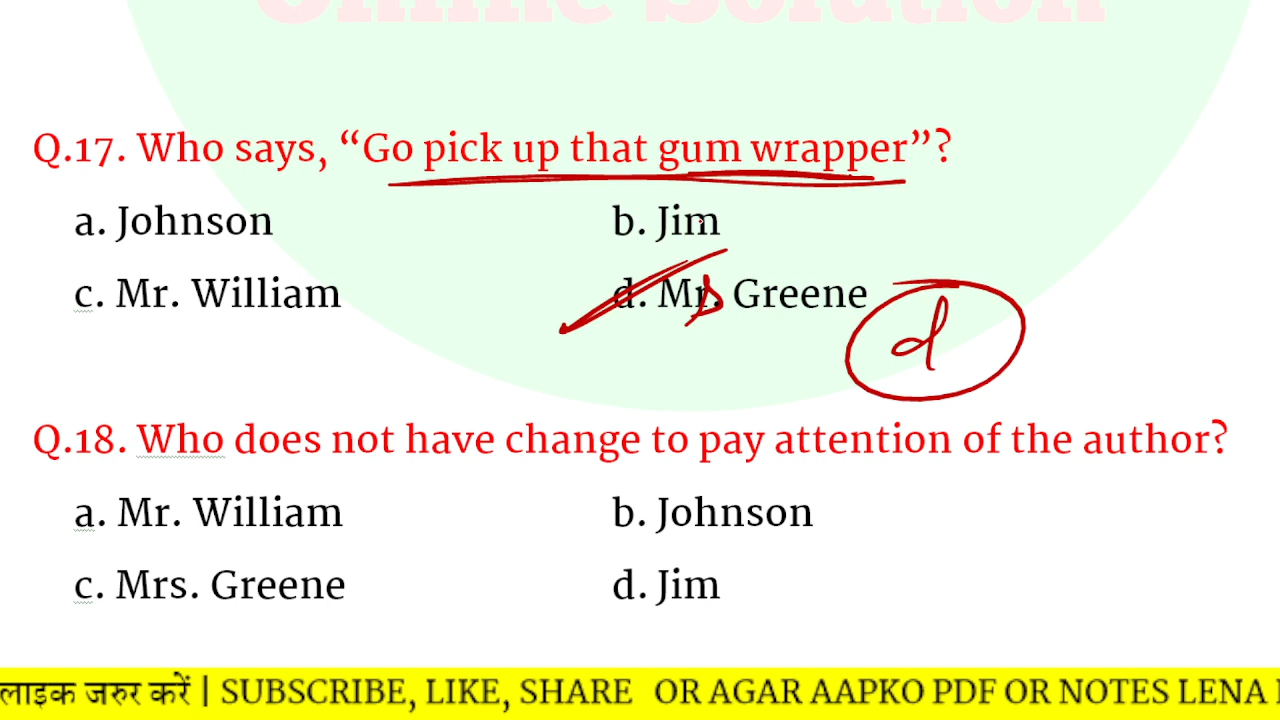 Online Solution
Q.17. Who says, “Go pick up that gum wrapper”?
a. Johnson
b. Jim
c. Mr. William
d. Mr. Greene
s
d
Q.18. Who does not have change to pay attention of the author?
a. Mr. William
b. Johnson
c. Mrs. Greene
d. Jim
लाइक जरुर करें | SUBSCRIBE, LIKE, SHARE OR AGAR AAPKO PDF OR NOTES LENA